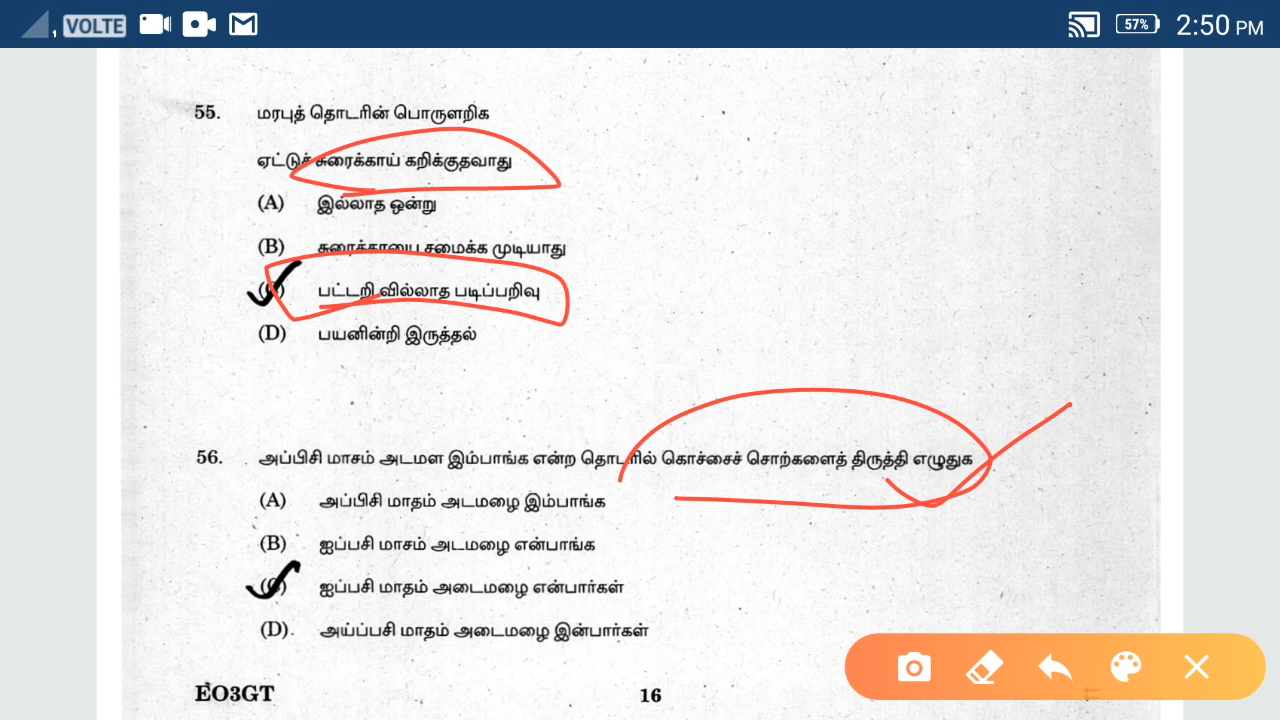 1 VOLTE 57% 2:50 PM
55. மரபுத் தொடரின் பொருளறிக
ஏட்டுச் சுரைக்காய் கறிக்குதவாது
(A) இல்லாத ஒன்று
(B) சுரைக்காயை சமைக்க முடியாது
(C) பட்டறி வில்லாத படிப்பறிவு
(D) பயனின்றி இருத்தல்
56. அப்பிசி மாசம் அடமள இம்பாங்க என்ற தொடரில் கொச்சைச் சொற்களைத் திருத்தி எழுதுக
(A) அப்பிசி மாதம் அடமழை இம்பாங்க
(B) ஐப்பசி மாசம் அடமழை என்பாங்க
(C) ஐப்பசி மாதம் அடைமழை என்பார்கள்
(D). அய்ப்பசி மாதம் அடைமழை இன்பார்கள்
EO3GT 16